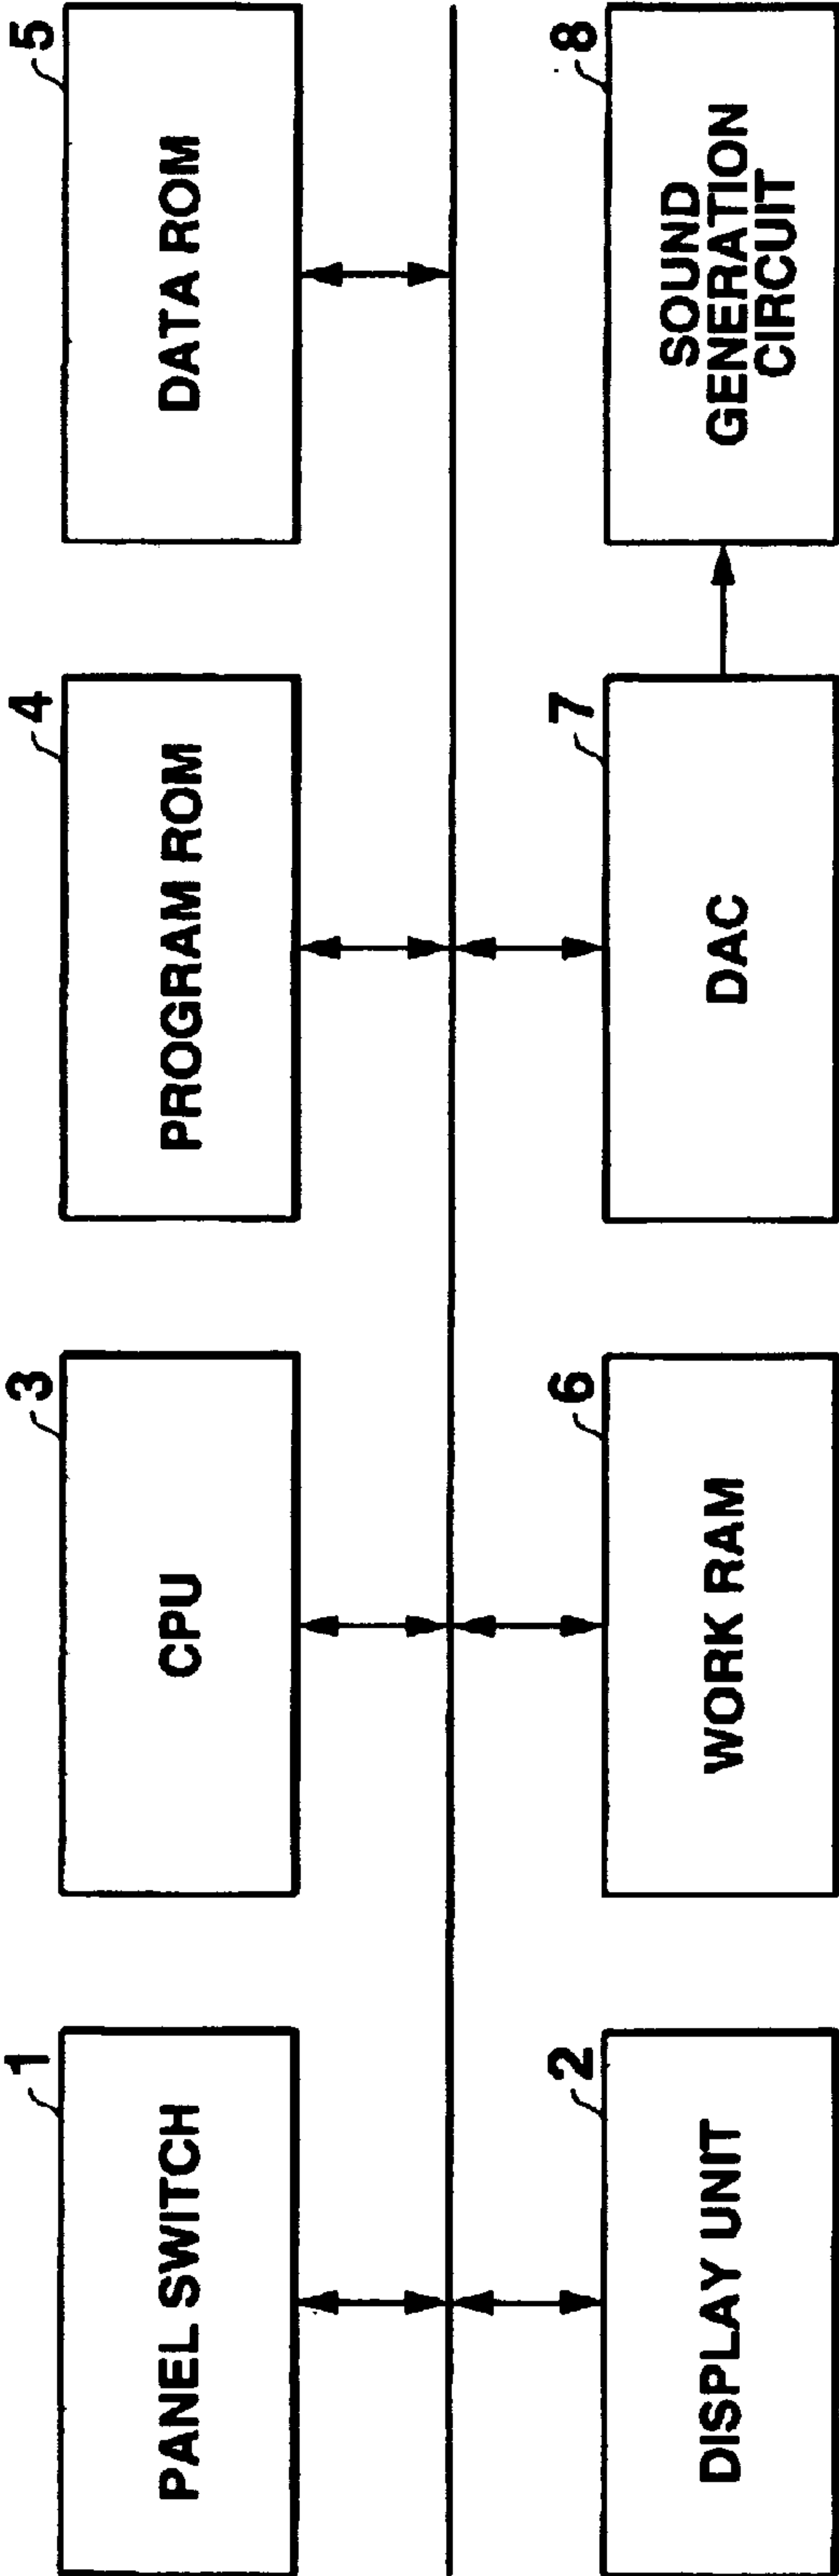 1
PANEL SWITCH
3
CPU
4
PROGRAM ROM
5
DATA ROM
2
DISPLAY UNIT
6
WORK RAM
7
DAC
8
SOUND
GENERATION
CIRCUIT